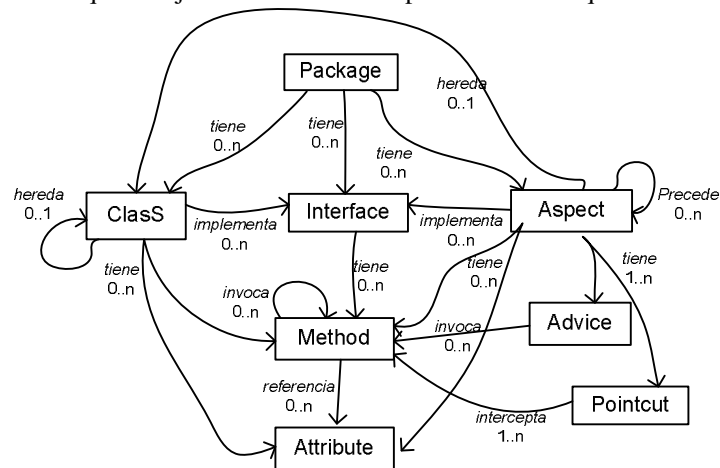 Package
hereda
0..1
tiene
0..n
tiene
0..n
tiene
0..n
hereda
0..1
ClasS
implementa
0..n
Interface
implementa
0..n
Aspect
Precede
0..n
tiene
0..n
invoca
0..n
tiene
0..n
tiene
0..n
tiene
1..n
Method
invoca
0..n
Advice
referencia
0..n
intercepta
1..n
Pointcut
Attribute